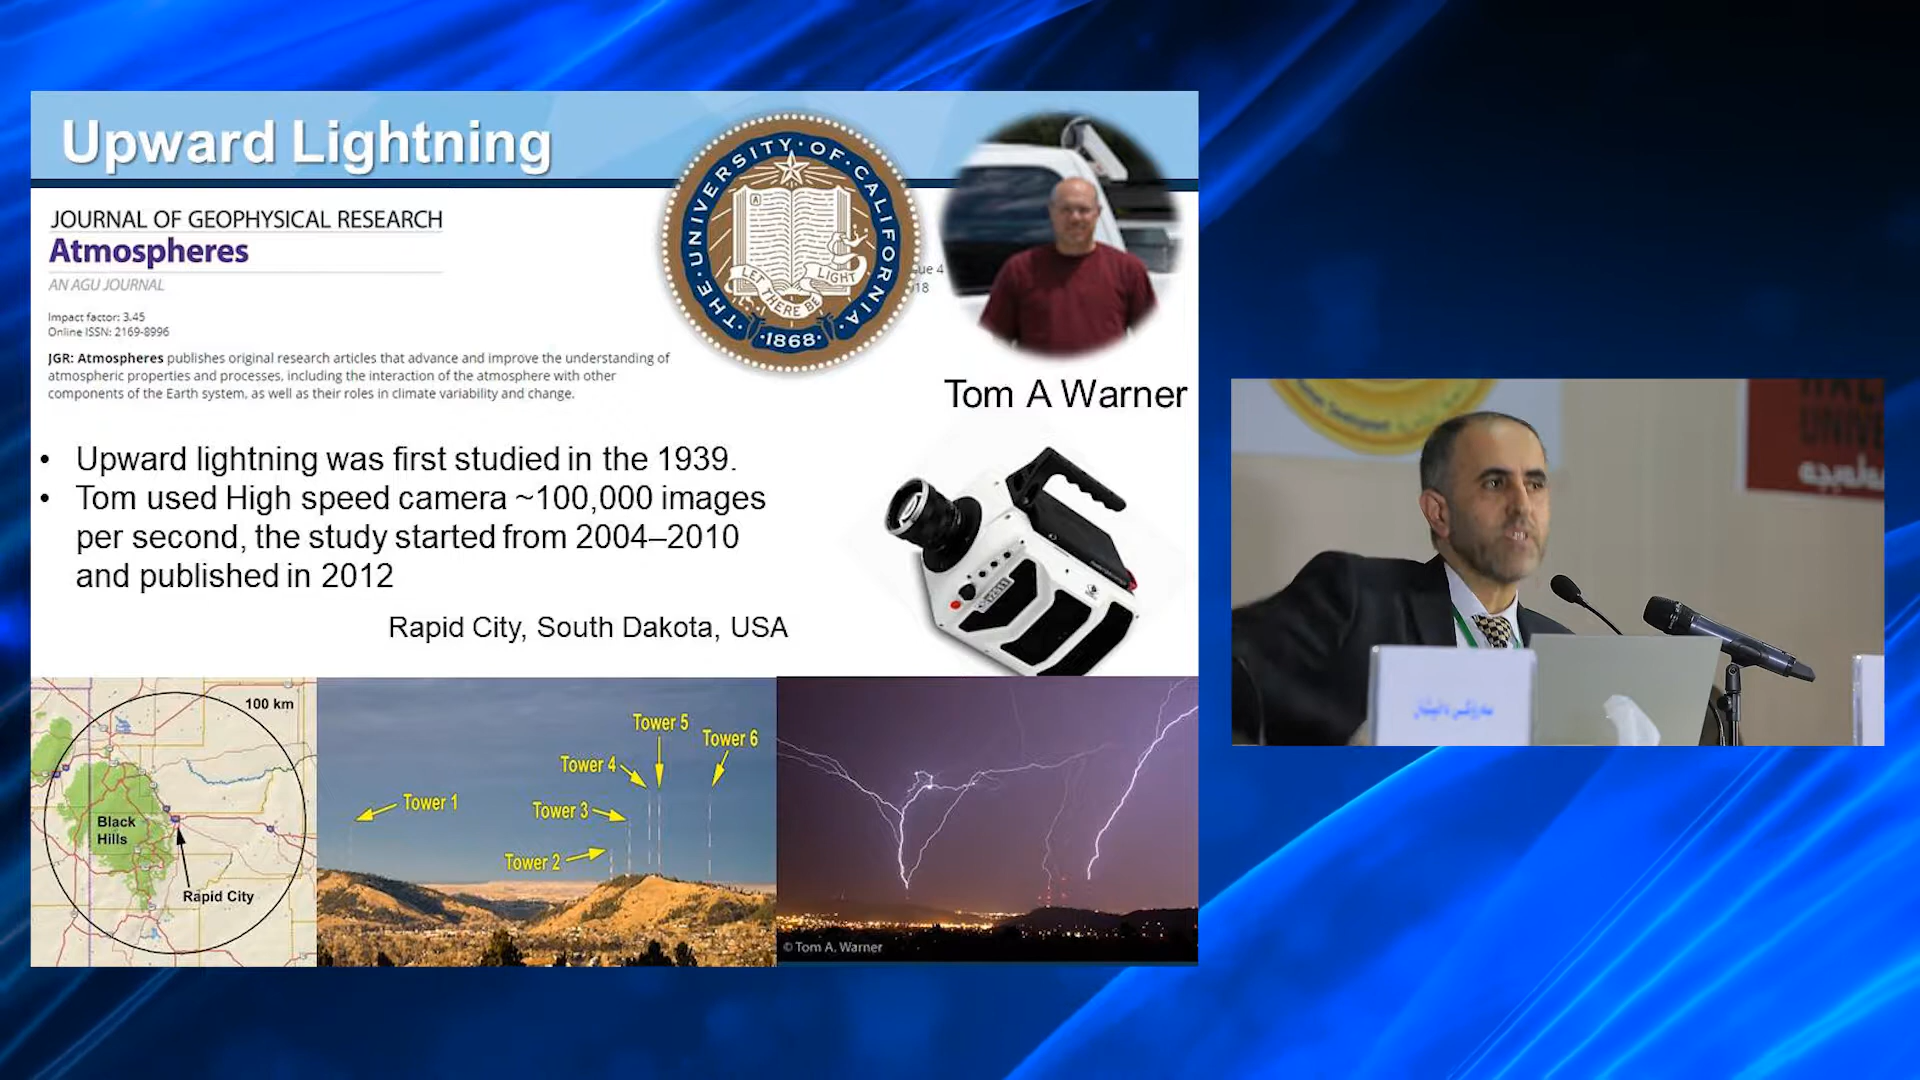 Upward Lightning
JOURNAL OF GEOPHYSICAL RESEARCH
Atmospheres
AN AGU JOURNAL
Impact factor: 3.45
Online ISSN: 2169-8996
JGR: Atmospheres publishes original research articles that advance and improve the understanding of
atmospheric properties and processes, including the interaction of the atmosphere with other
components of the Earth system, as well as their roles in climate variability and change.
THE · UNIVERSITY · OF · CALIFORNIA
LET THERE BE LIGHT
· 1868 ·
ue 4
18
Tom A Warner
• Upward lightning was first studied in the 1939.
• Tom used High speed camera ~100,000 images
per second, the study started from 2004–2010
and published in 2012
Rapid City, South Dakota, USA
100 km
Black
Hills
Rapid City
Tower 1
Tower 2
Tower 3
Tower 4
Tower 5
Tower 6
© Tom A. Warner